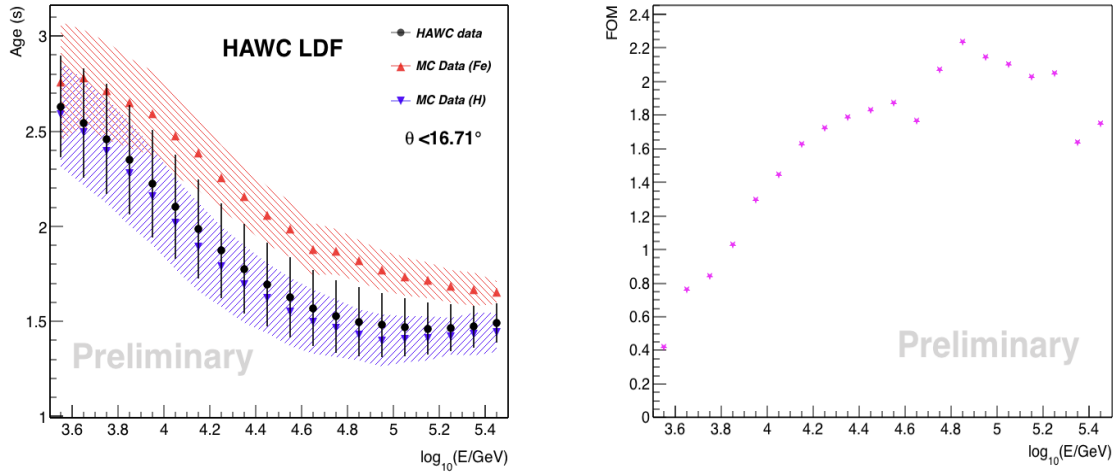 Age (s)
3
2.5
2
1.5
1
HAWC LDF
HAWC data
MC Data (Fe)
MC Data (H)
θ <16.71°
Preliminary
3.6 3.8 4 4.2 4.4 4.6 4.8 5 5.2 5.4
log10(E/GeV)
FOM
2.4
2.2
2
1.8
1.6
1.4
1.2
1
0.8
0.6
0.4
0.2
0
Preliminary
3.6 3.8 4 4.2 4.4 4.6 4.8 5 5.2 5.4
log10(E/GeV)